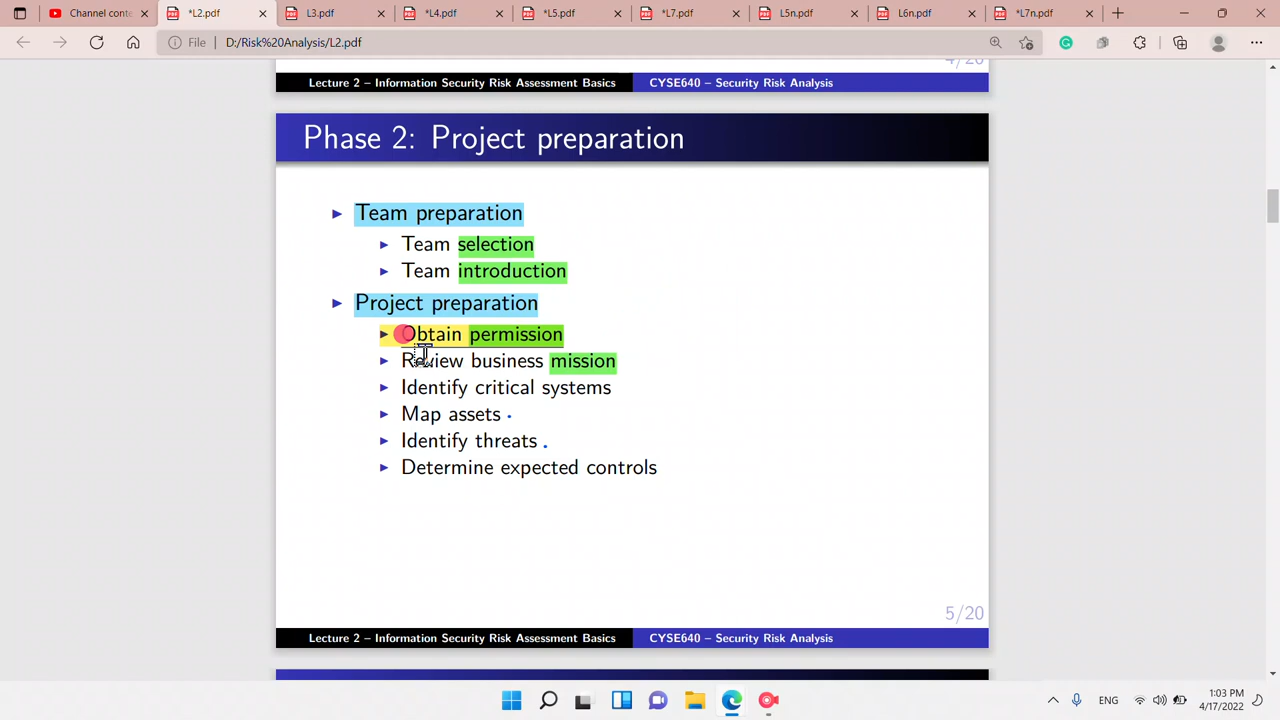 Channel conte
*L2.pdf
L3.pdf
*L4.pdf
*L5.pdf
*L7.pdf
L5n.pdf
L6n.pdf
*L7n.pdf
File
D:/Risk%20Analysis/L2.pdf
4/20
Lecture 2 – Information Security Risk Assessment Basics
CYSE640 – Security Risk Analysis
Phase 2: Project preparation
Team preparation
Team selection
Team introduction
Project preparation
Obtain permission
Review business mission
Identify critical systems
Map assets
Identify threats
Determine expected controls
5/20
Lecture 2 – Information Security Risk Assessment Basics
CYSE640 – Security Risk Analysis
ENG
1:03 PM
4/17/2022